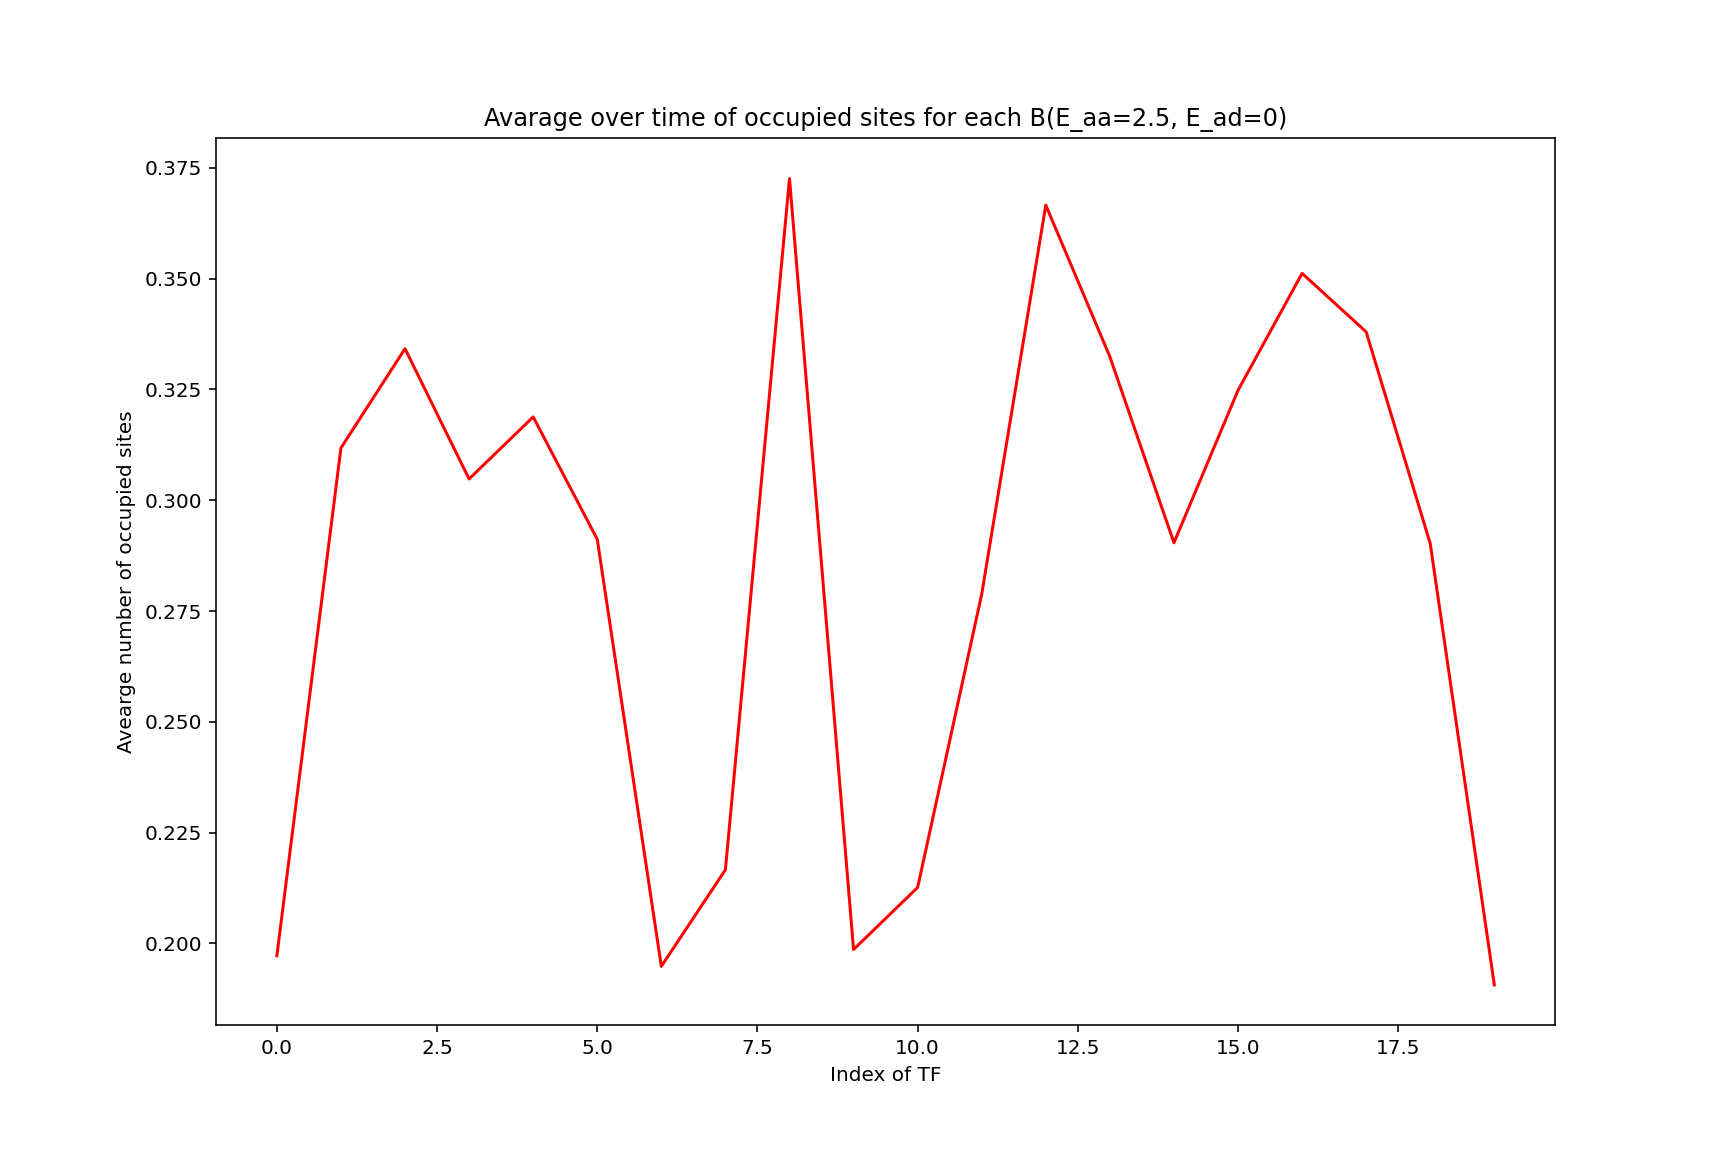 Avarage over time of occupied sites for each B(E_aa=2.5, E_ad=0)
0.375
0.350
0.325
0.300
0.275
0.250
0.225
0.200
Avearge number of occupied sites
0.0 2.5 5.0 7.5 10.0 12.5 15.0 17.5
Index of TF